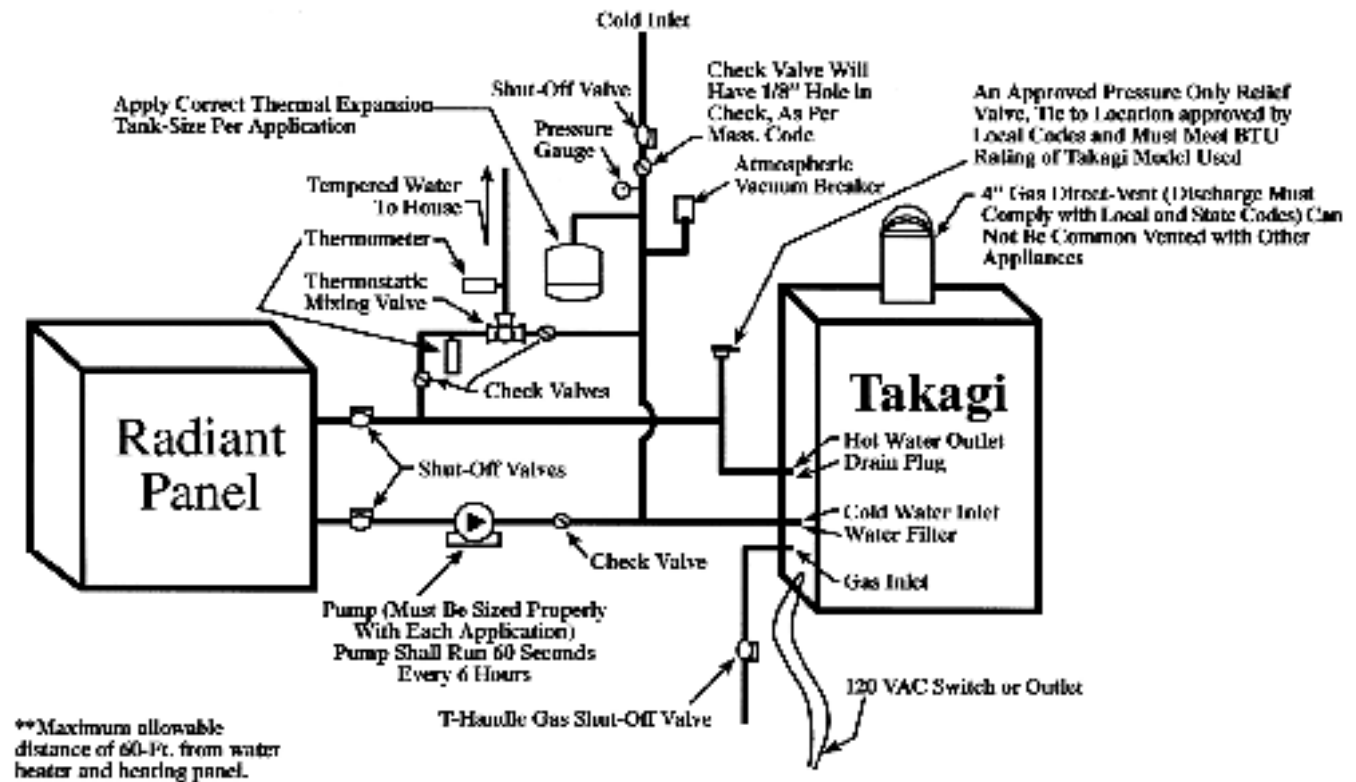 Cold Inlet
Shut-Off Valve
Check Valve Will
Have 1/8" Hole in
Check, As Per
Mass. Code
An Approved Pressure Only Relief
Valve, Tie to Location approved by
Local Codes and Must Meet BTU
Rating of Takagi Model Used
Apply Correct Thermal Expansion
Tank-Size Per Application
Pressure
Gauge
Atmospheric
Vacuum Breaker
Tempered Water
To House
4" Gas Direct-Vent (Discharge Must
Comply with Local and State Codes) Can
Not Be Common Vented with Other
Appliances
Thermometer
Thermostatic
Mixing Valve
Check Valves
Radiant
Panel
Takagi
Hot Water Outlet
Drain Plug
Shut-Off Valves
Cold Water Inlet
Water Filter
Check Valve
Gas Inlet
Pump (Must Be Sized Properly
With Each Application)
Pump Shall Run 60 Seconds
Every 6 Hours
120 VAC Switch or Outlet
T-Handle Gas Shut-Off Valve
**Maximum allowable
distance of 60-Ft. from water
heater and heating panel.